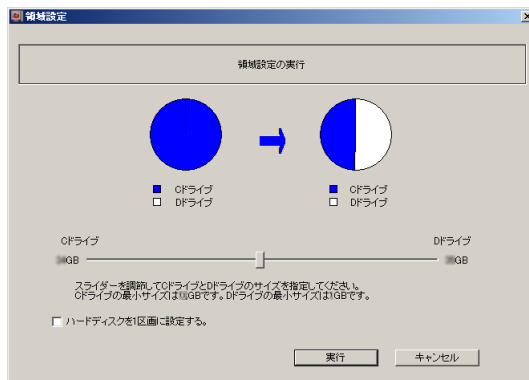 領域設定
領域設定の実行
Cドライブ
Dドライブ
Cドライブ
Dドライブ
Cドライブ
Dドライブ
GB
GB
スライダーを調節してCドライブとDドライブのサイズを指定してください。
Cドライブの最小サイズは GBです。Dドライブの最小サイズは1GBです。
ハードディスクを1区画に設定する。
実行
キャンセル